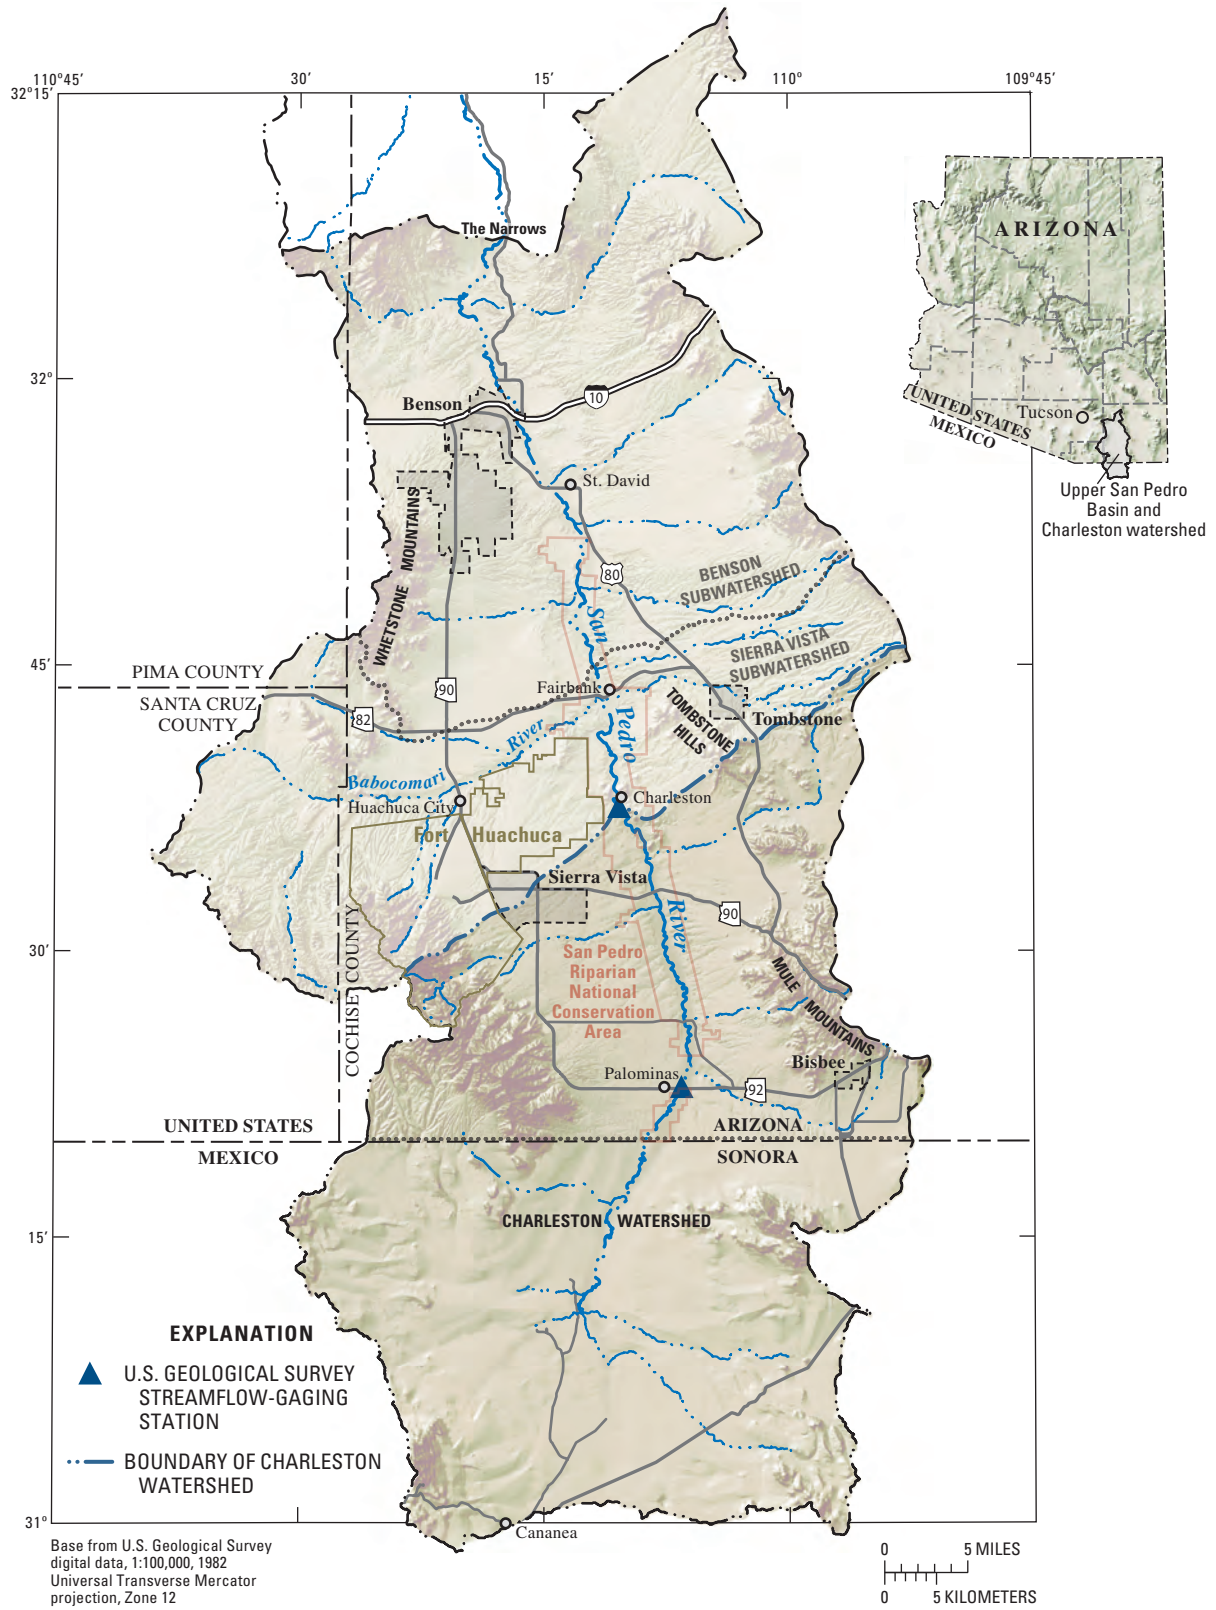 110°45′
30′
15′
110°
109°45′
32°15′
The Narrows
ARIZONA
32°
10
Benson
UNITED STATES
MEXICO
Tucson
St. David
Upper San Pedro
Basin and
Charleston watershed
WHETSTONE MOUNTAINS
80
BENSON
SUBWATERSHED
San
SIERRA VISTA
SUBWATERSHED
45′
PIMA COUNTY
SANTA CRUZ
COUNTY
90
Fairbank
82
River
Pedro
TOMBSTONE
HILLS
Tombstone
Babocomari
Huachuca City
Charleston
Fort Huachuca
Sierra Vista
River
90
30′
COCHISE COUNTY
San Pedro
Riparian
National
Conservation
Area
MULE MOUNTAINS
Bisbee
Palominas
92
UNITED STATES
ARIZONA
MEXICO
SONORA
CHARLESTON WATERSHED
15′
EXPLANATION
U.S. GEOLOGICAL SURVEY
STREAMFLOW-GAGING
STATION
BOUNDARY OF CHARLESTON
WATERSHED
31°
Cananea
Base from U.S. Geological Survey
digital data, 1:100,000, 1982
Universal Transverse Mercator
projection, Zone 12
0 5 MILES
0 5 KILOMETERS